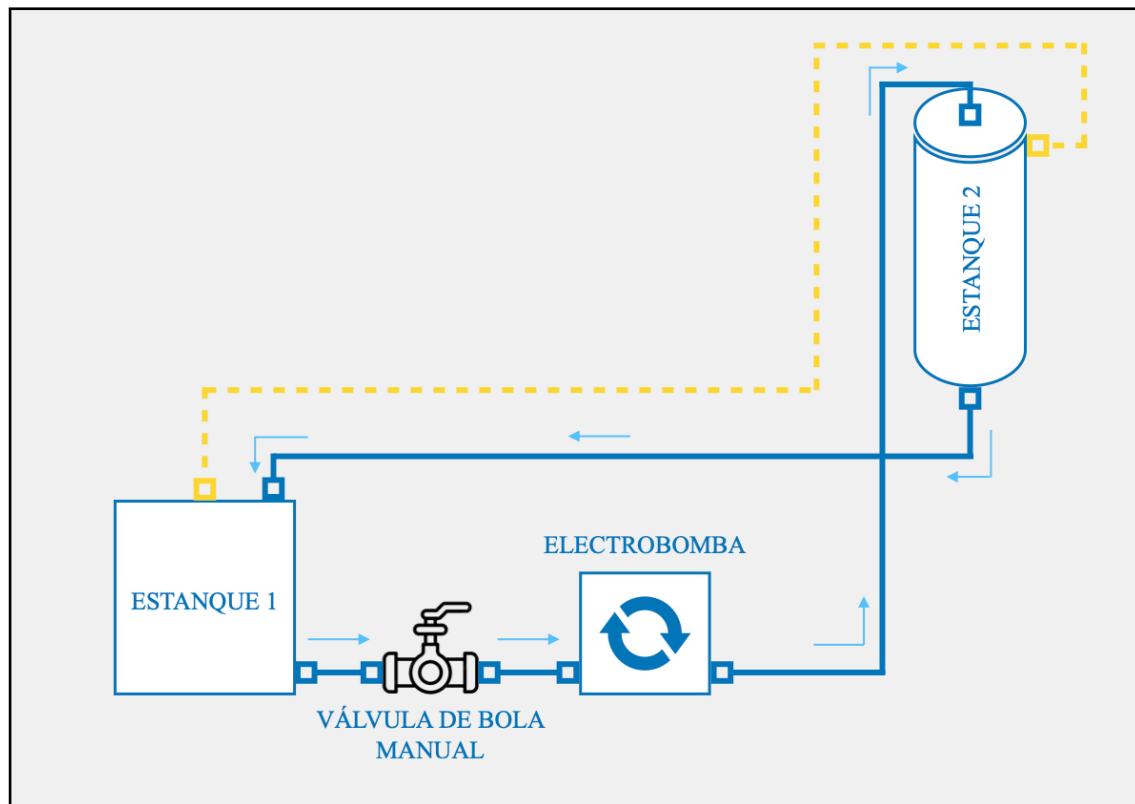 ESTANQUE 2
ELECTROBOMBA
ESTANQUE 1
VÁLVULA DE BOLA
MANUAL